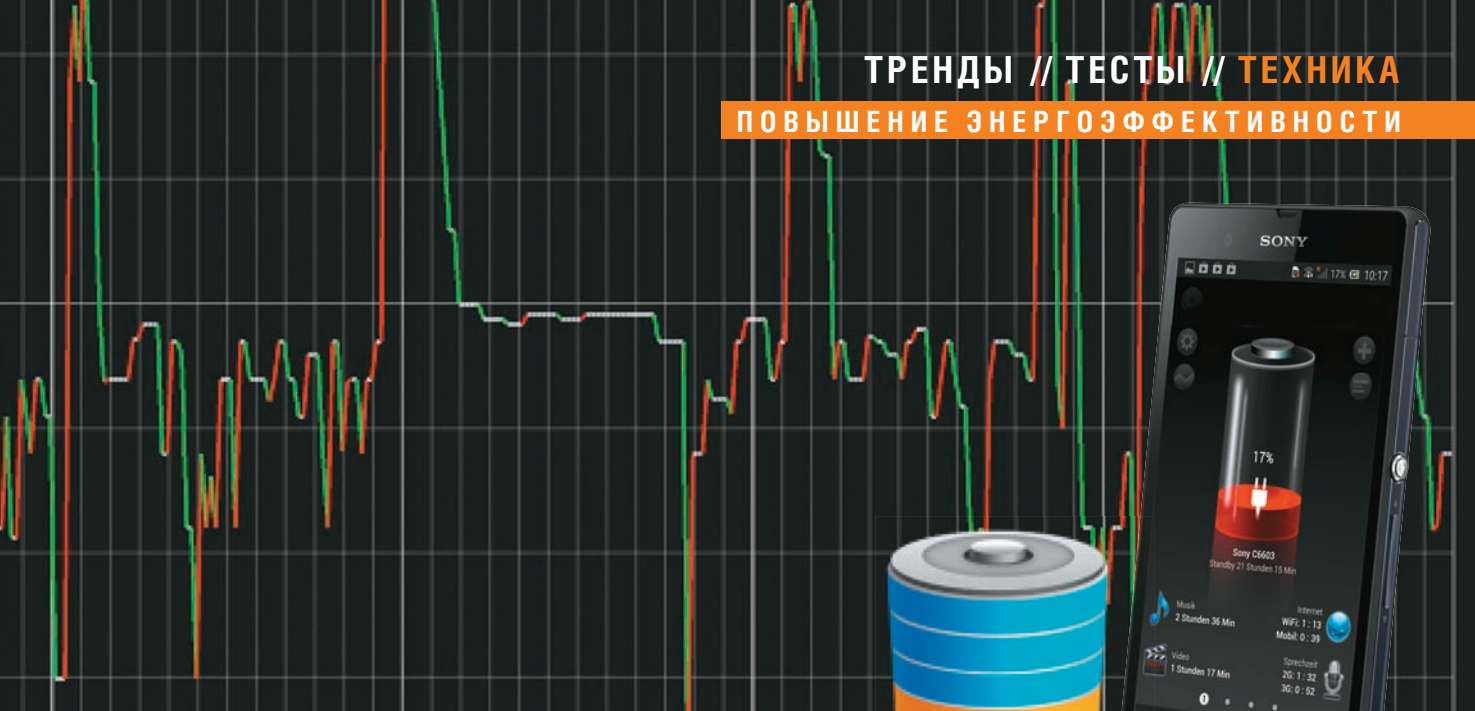 ТРЕНДЫ // ТЕСТЫ // ТЕХНИКА
ПОВЫШЕНИЕ ЭНЕРГОЭФФЕКТИВНОСТИ
SONY
17% 10:17
17%
Sony C6603
Standby 21 Stunden 15 Min
Musik
2 Stunden 36 Min
Internet
WiFi: 1 : 13
Mobil: 0 : 39
Video
1 Stunden 17 Min
Sprechzeit
2G: 1 : 32
3G: 0 : 52
1